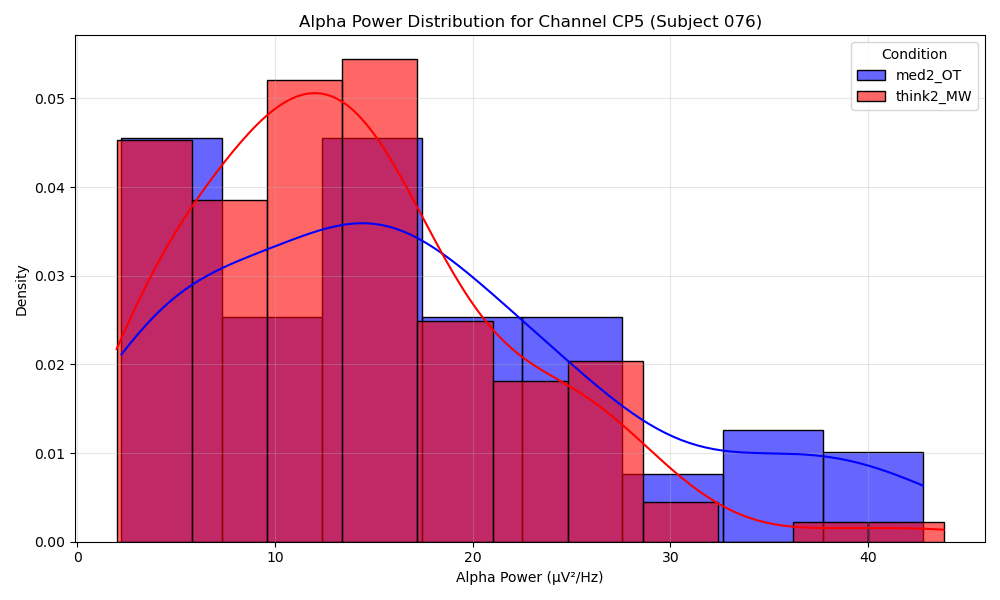 Alpha Power Distribution for Channel CP5 (Subject 076)
Condition
med2_OT
think2_MW
Density
0.05
0.04
0.03
0.02
0.01
0.00
0
10
20
30
40
Alpha Power (µV²/Hz)